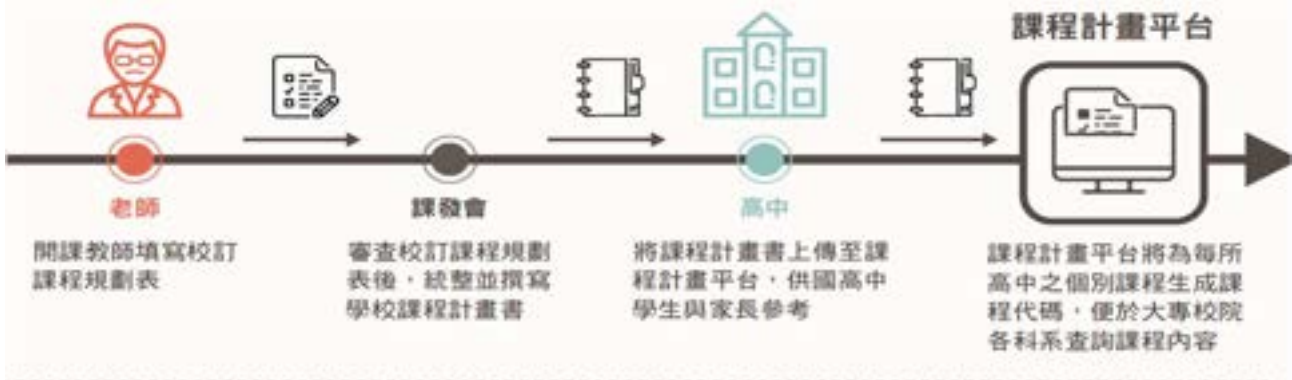 課程計畫平台
老師
開課教師填寫校訂
課程規劃表
課發會
審查校訂課程規劃
表後，統整並撰寫
學校課程計畫書
高中
將課程計畫書上傳至課
程計畫平台，供國高中
學生與家長參考
課程計畫平台將為每所
高中之個別課程生成課
程代碼，便於大專校院
各科系查詢課程內容